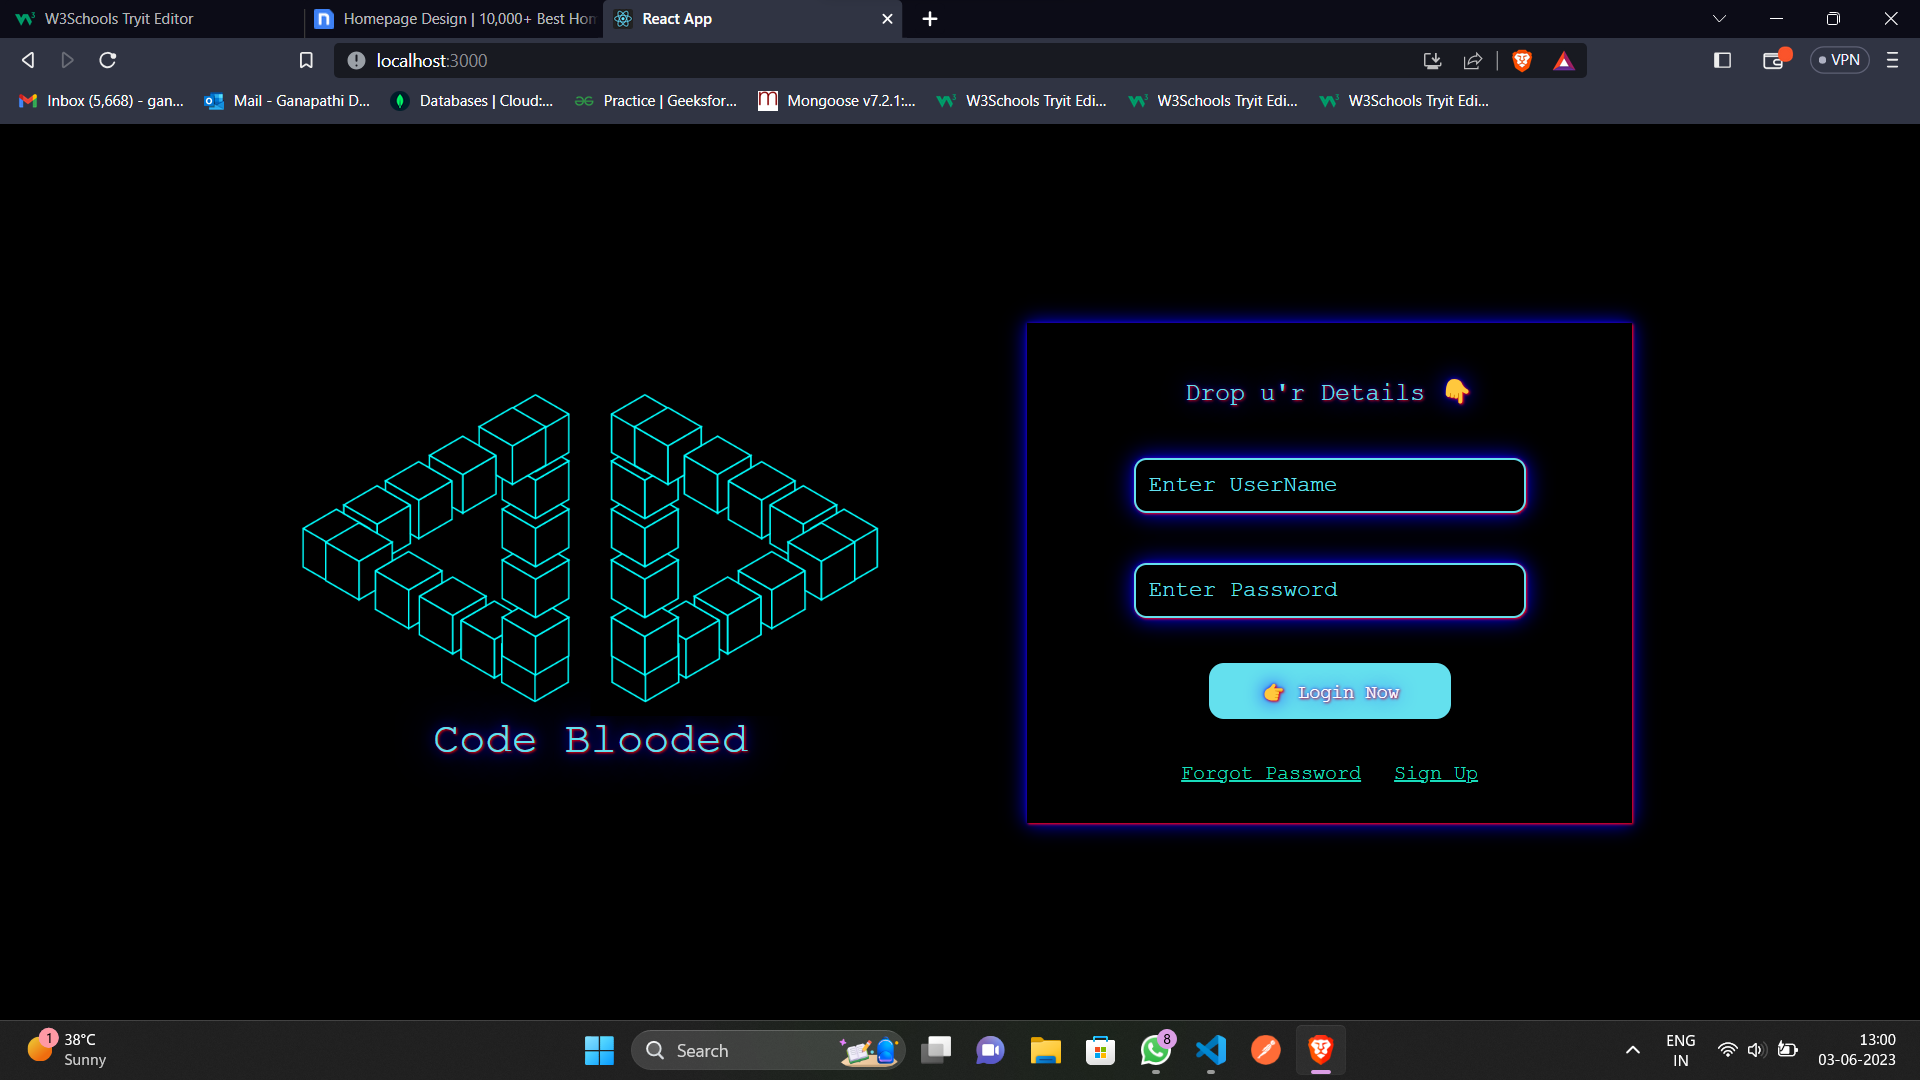 W3Schools Tryit Editor
Homepage Design | 10,000+ Best Hom
React App
localhost:3000
VPN
Inbox (5,668) - gan...
Mail - Ganapathi D...
Databases | Cloud:...
Practice | Geeksfor...
Mongoose v7.2.1:...
W3Schools Tryit Edi...
W3Schools Tryit Edi...
W3Schools Tryit Edi...
Drop u'r Details 👇
Enter UserName
Enter Password
👉 Login Now
Forgot Password
Sign Up
Code Blooded
1
38°C
Sunny
Search
8
ENG
IN
13:00
03-06-2023